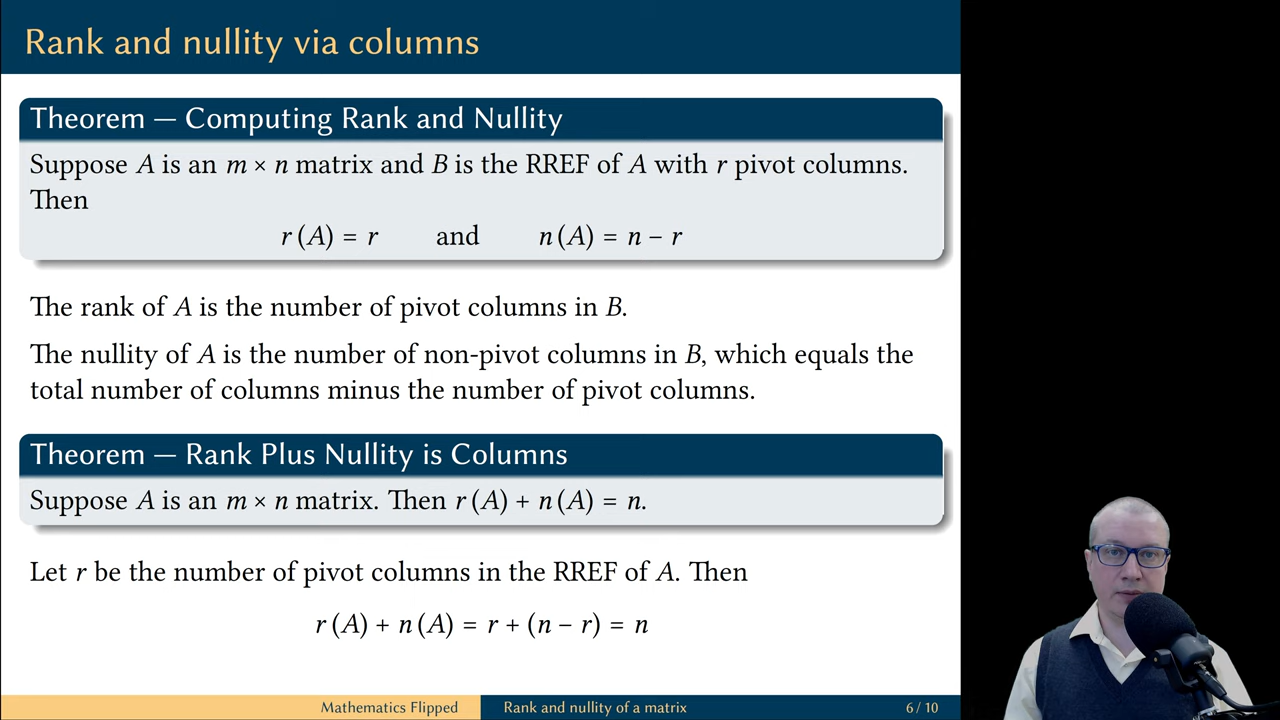 Rank and nullity via columns
Theorem — Computing Rank and Nullity
Suppose A is an m × n matrix and B is the RREF of A with r pivot columns.
Then
r (A) = r and n (A) = n − r
The rank of A is the number of pivot columns in B.
The nullity of A is the number of non-pivot columns in B, which equals the
total number of columns minus the number of pivot columns.
Theorem — Rank Plus Nullity is Columns
Suppose A is an m × n matrix. Then r (A) + n (A) = n.
Let r be the number of pivot columns in the RREF of A. Then
r (A) + n (A) = r + (n − r) = n
Mathematics Flipped Rank and nullity of a matrix 6 / 10